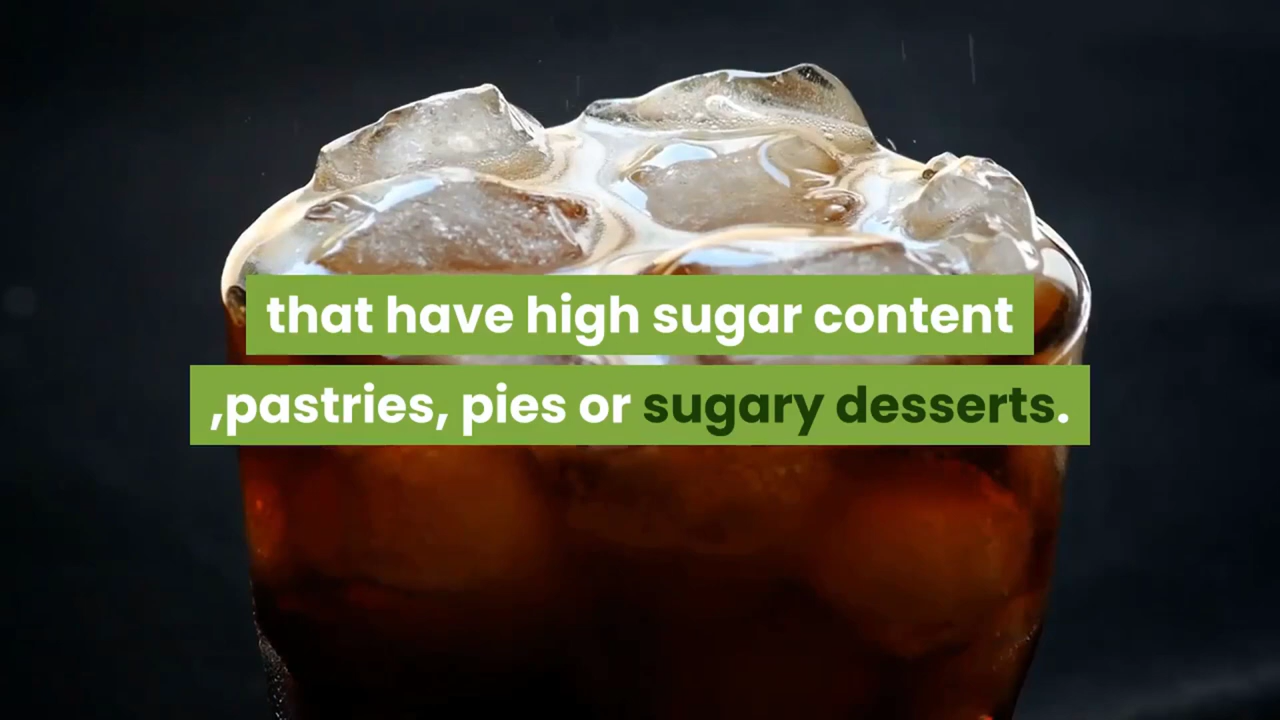 that have high sugar content
,pastries, pies or sugary desserts.